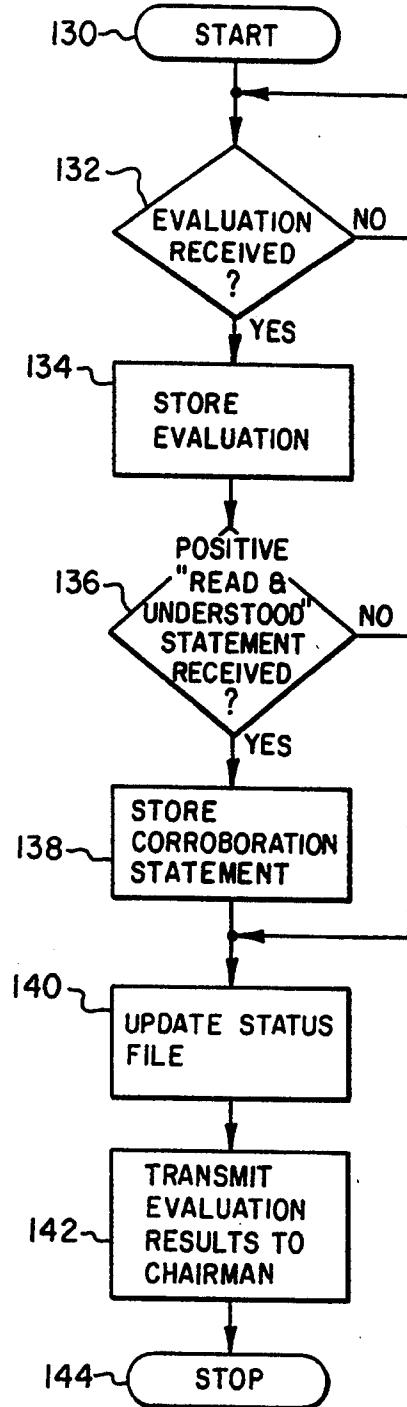 130 START
132
EVALUATION
RECEIVED
?
NO
YES
134
STORE
EVALUATION
136
POSITIVE
"READ &
UNDERSTOOD"
STATEMENT
RECEIVED
?
NO
YES
138
STORE
CORROBORATION
STATEMENT
140
UPDATE STATUS
FILE
142
TRANSMIT
EVALUATION
RESULTS TO
CHAIRMAN
144 STOP